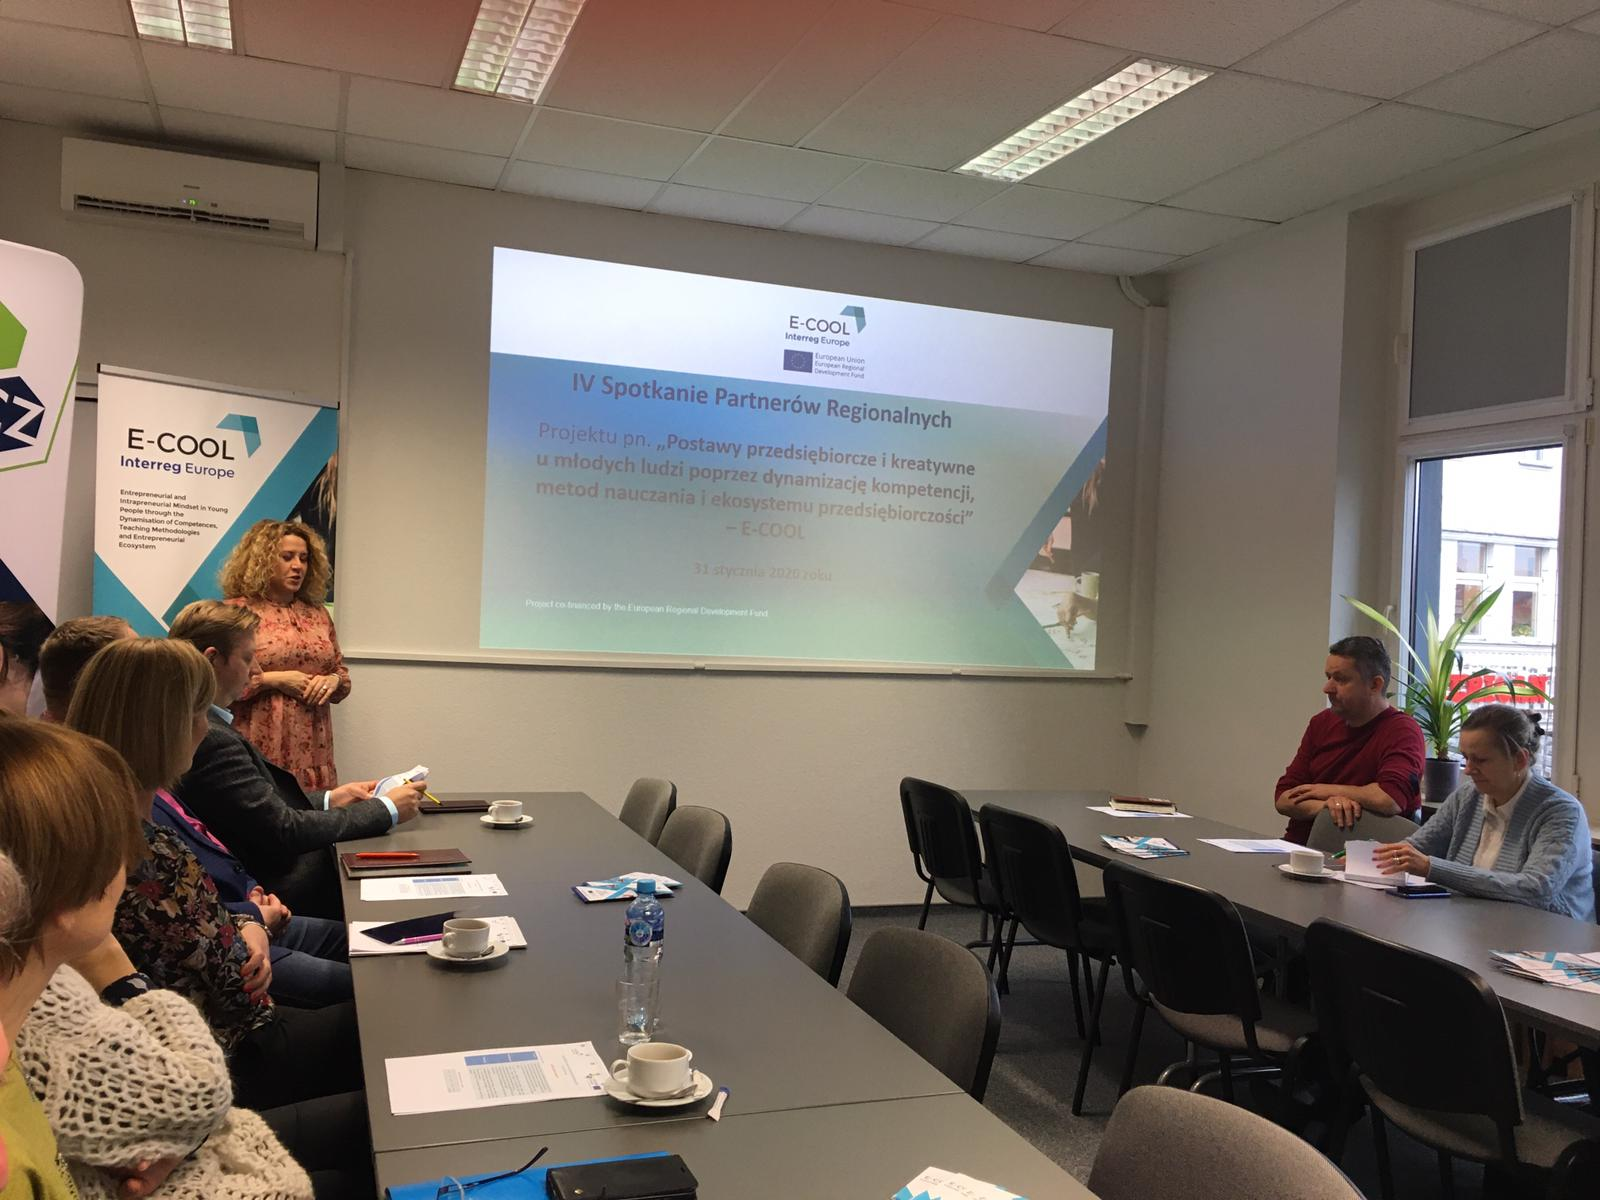 E-COOL
Interreg Europe
European Union
European Regional
Development Fund
IV Spotkanie Partnerów Regionalnych
Projektu pn. „Postawy przedsiębiorcze i kreatywne
u młodych ludzi poprzez dynamizację kompetencji,
metod nauczania i ekosystemu przedsiębiorczości”
– E-COOL
31 stycznia 2020 roku
Project co-financed by the European Regional Development Fund
E-COOL
Interreg Europe
Entrepreneurial and
Intrapreneurial Mindset in Young
People through the
Dynamisation of Competences,
Teaching Methodologies
and Entrepreneurial
Ecosystem
CZ